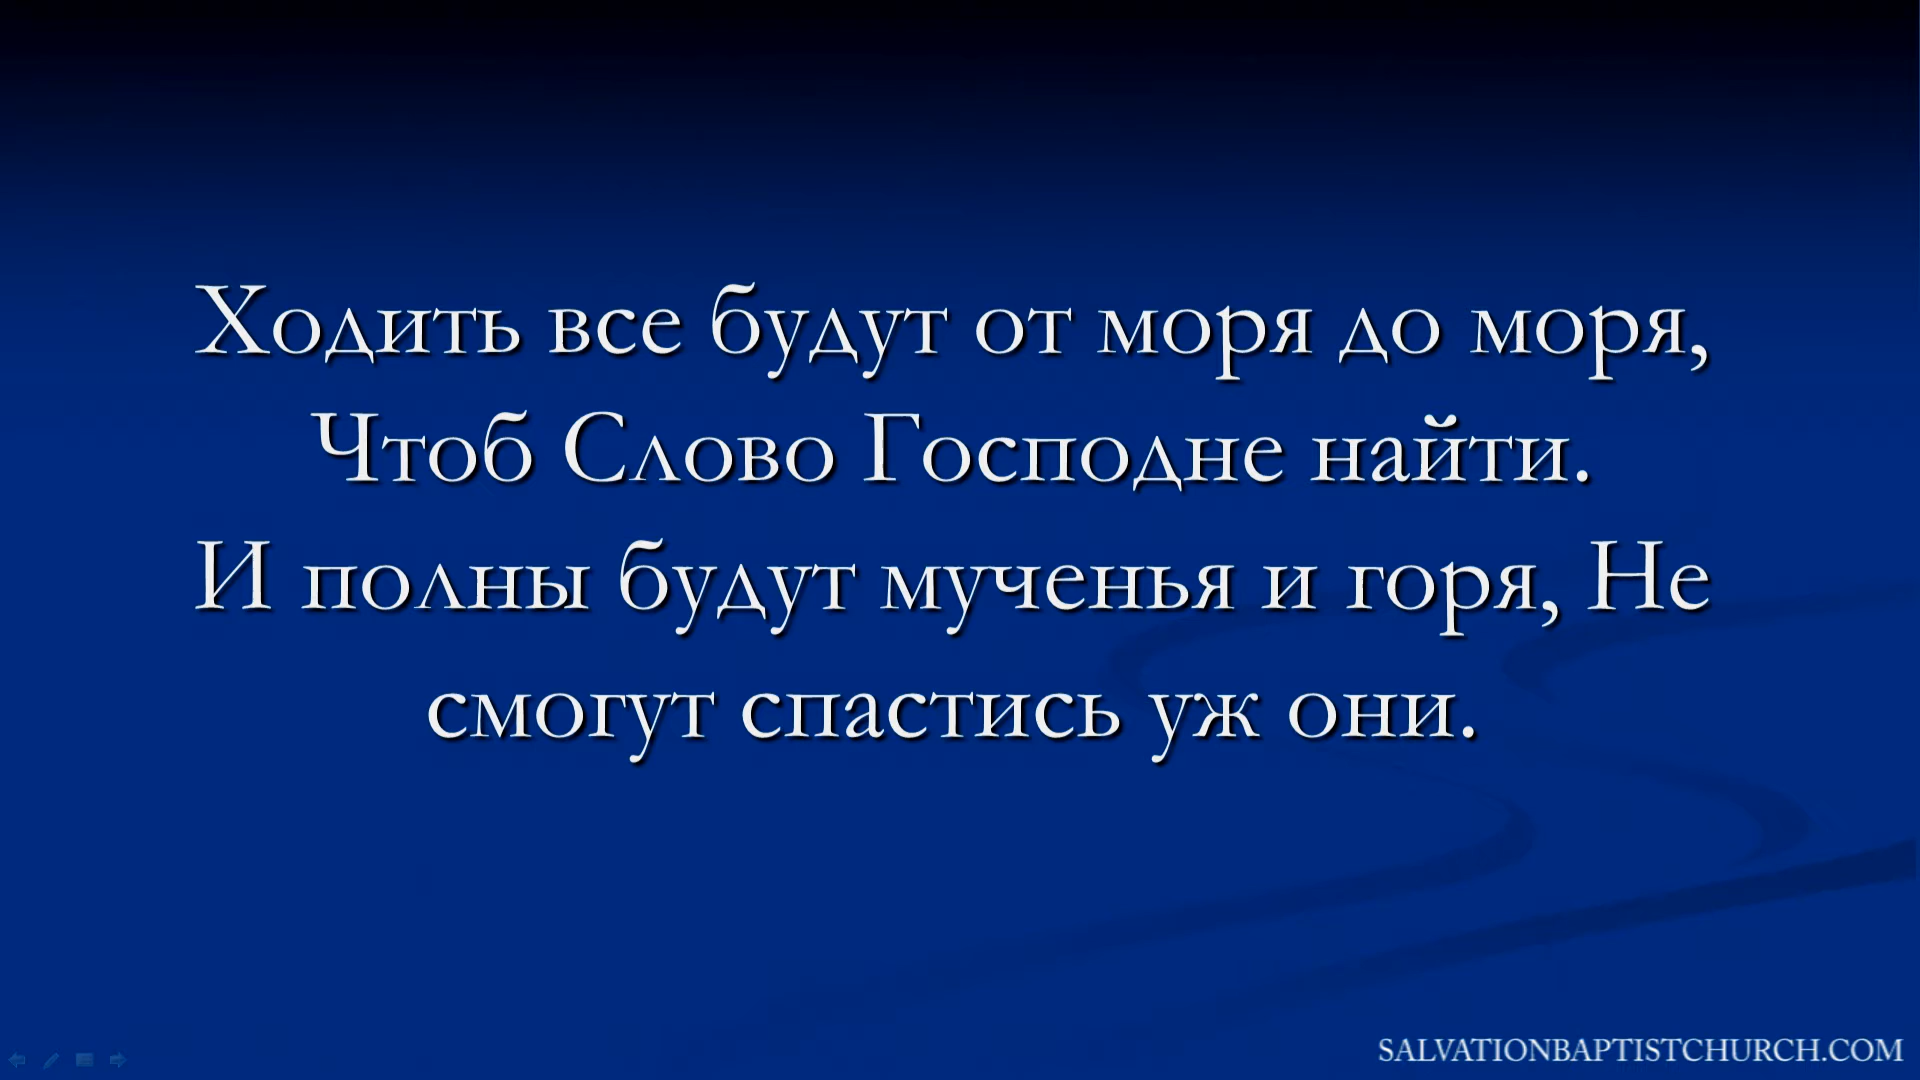 Ходить все будут от моря до моря,
Чтоб Слово Господне найти.
И полны будут мученья и горя, Не
смогут спастись уж они.
SALVATIONBAPTISTCHURCH.COM